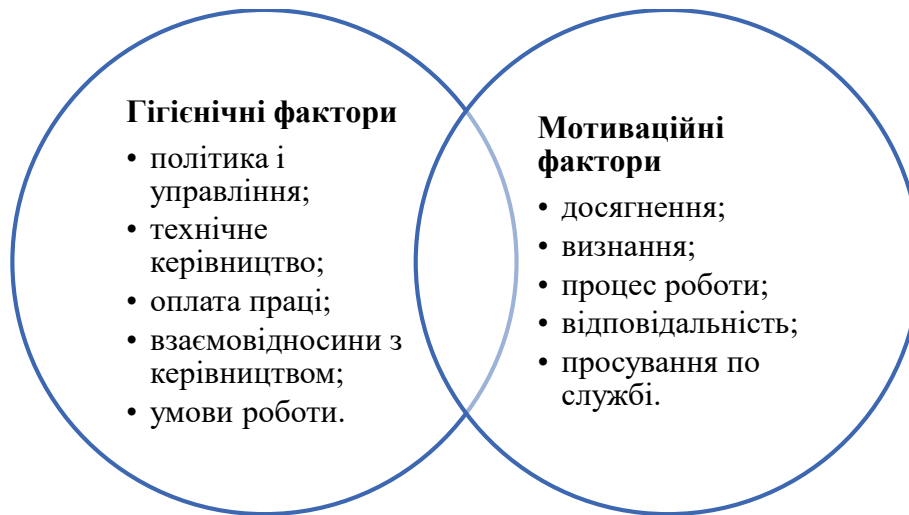 Гігієнічні фактори
• політика і
управління;
• технічне
керівництво;
• оплата праці;
• взаємовідносини з
керівництвом;
• умови роботи.
Мотиваційні
фактори
• досягнення;
• визнання;
• процес роботи;
• відповідальність;
• просування по
службі.